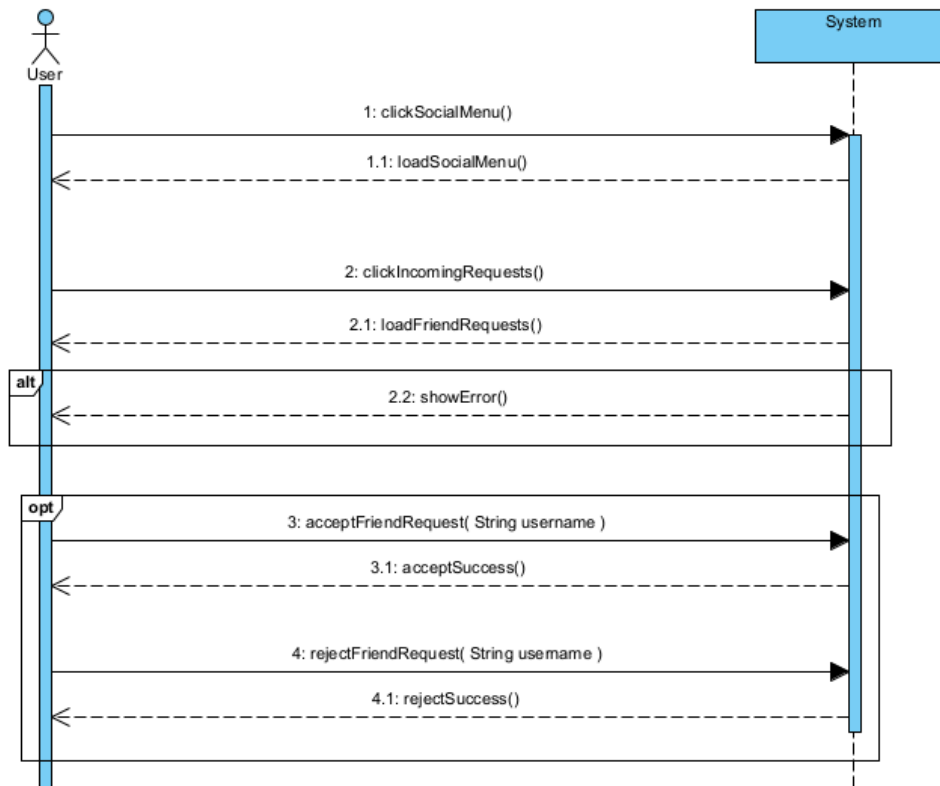 System
User
1: clickSocialMenu()
1.1: loadSocialMenu()
2: clickIncomingRequests()
2.1: loadFriendRequests()
alt
2.2: showError()
opt
3: acceptFriendRequest( String username )
3.1: acceptSuccess()
4: rejectFriendRequest( String username )
4.1: rejectSuccess()